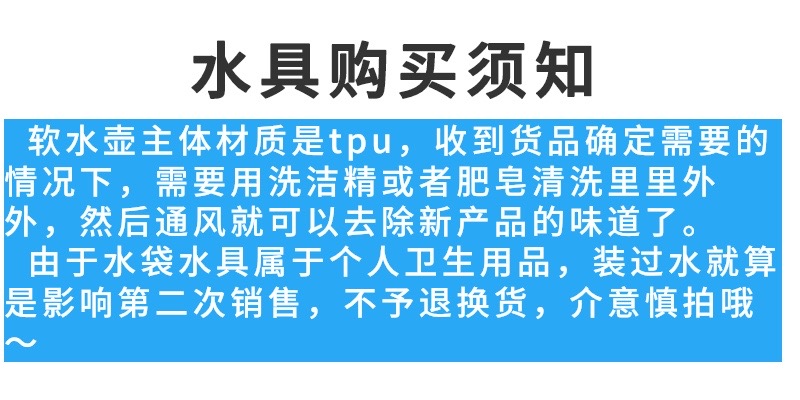 水具购买须知
软水壶主体材质是tpu，收到货品确定需要的
情况下，需要用洗洁精或者肥皂清洗里里外
外，然后通风就可以去除新产品的味道了。
由于水袋水具属于个人卫生用品，装过水就算
是影响第二次销售，不予退换货，介意慎拍哦
～